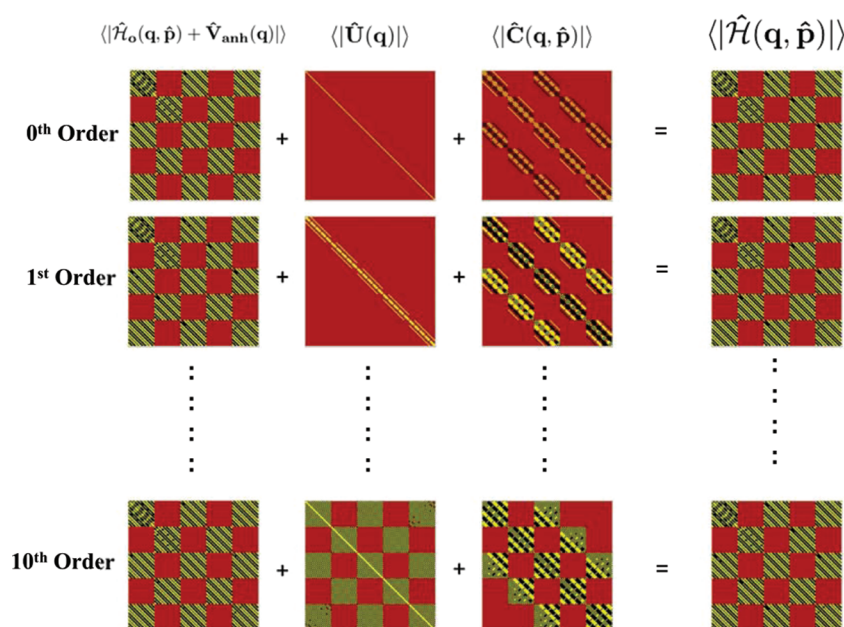 ⟨|Ĥₒ(q, p̂) + V̂ₐₙₕ(q)|⟩ ⟨|Û(q)|⟩ ⟨|Ĉ(q, p̂)|⟩ ⟨|Ĥ(q, p̂)|⟩
0ᵗʰ Order + + =
1ˢᵗ Order + + =
10ᵗʰ Order + + =